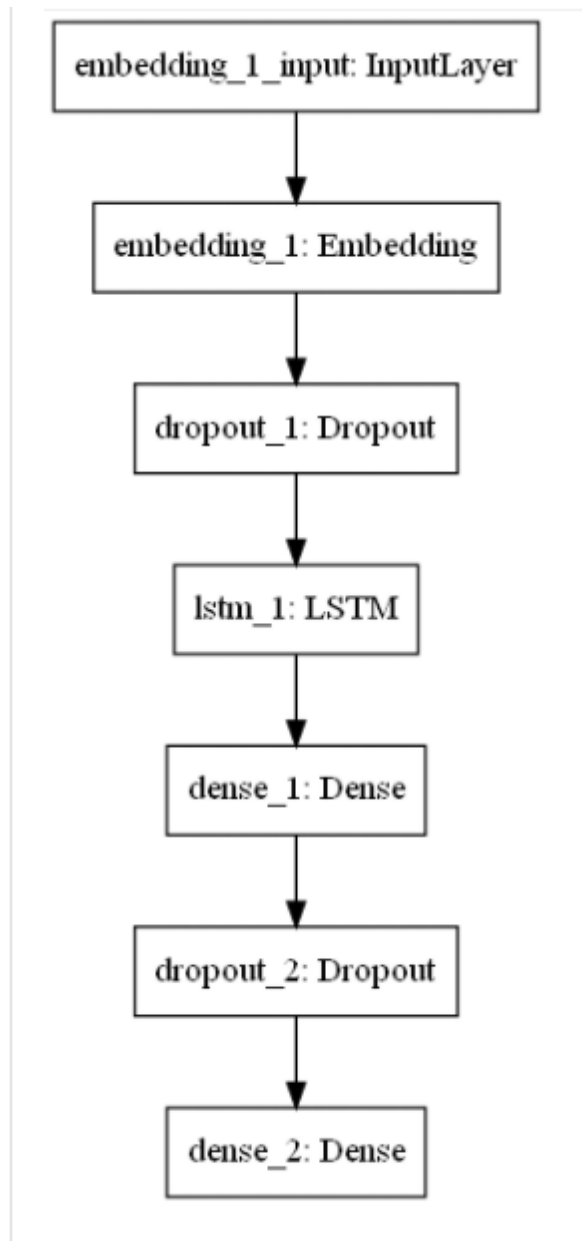 embedding_1_input: InputLayer
embedding_1: Embedding
dropout_1: Dropout
lstm_1: LSTM
dense_1: Dense
dropout_2: Dropout
dense_2: Dense